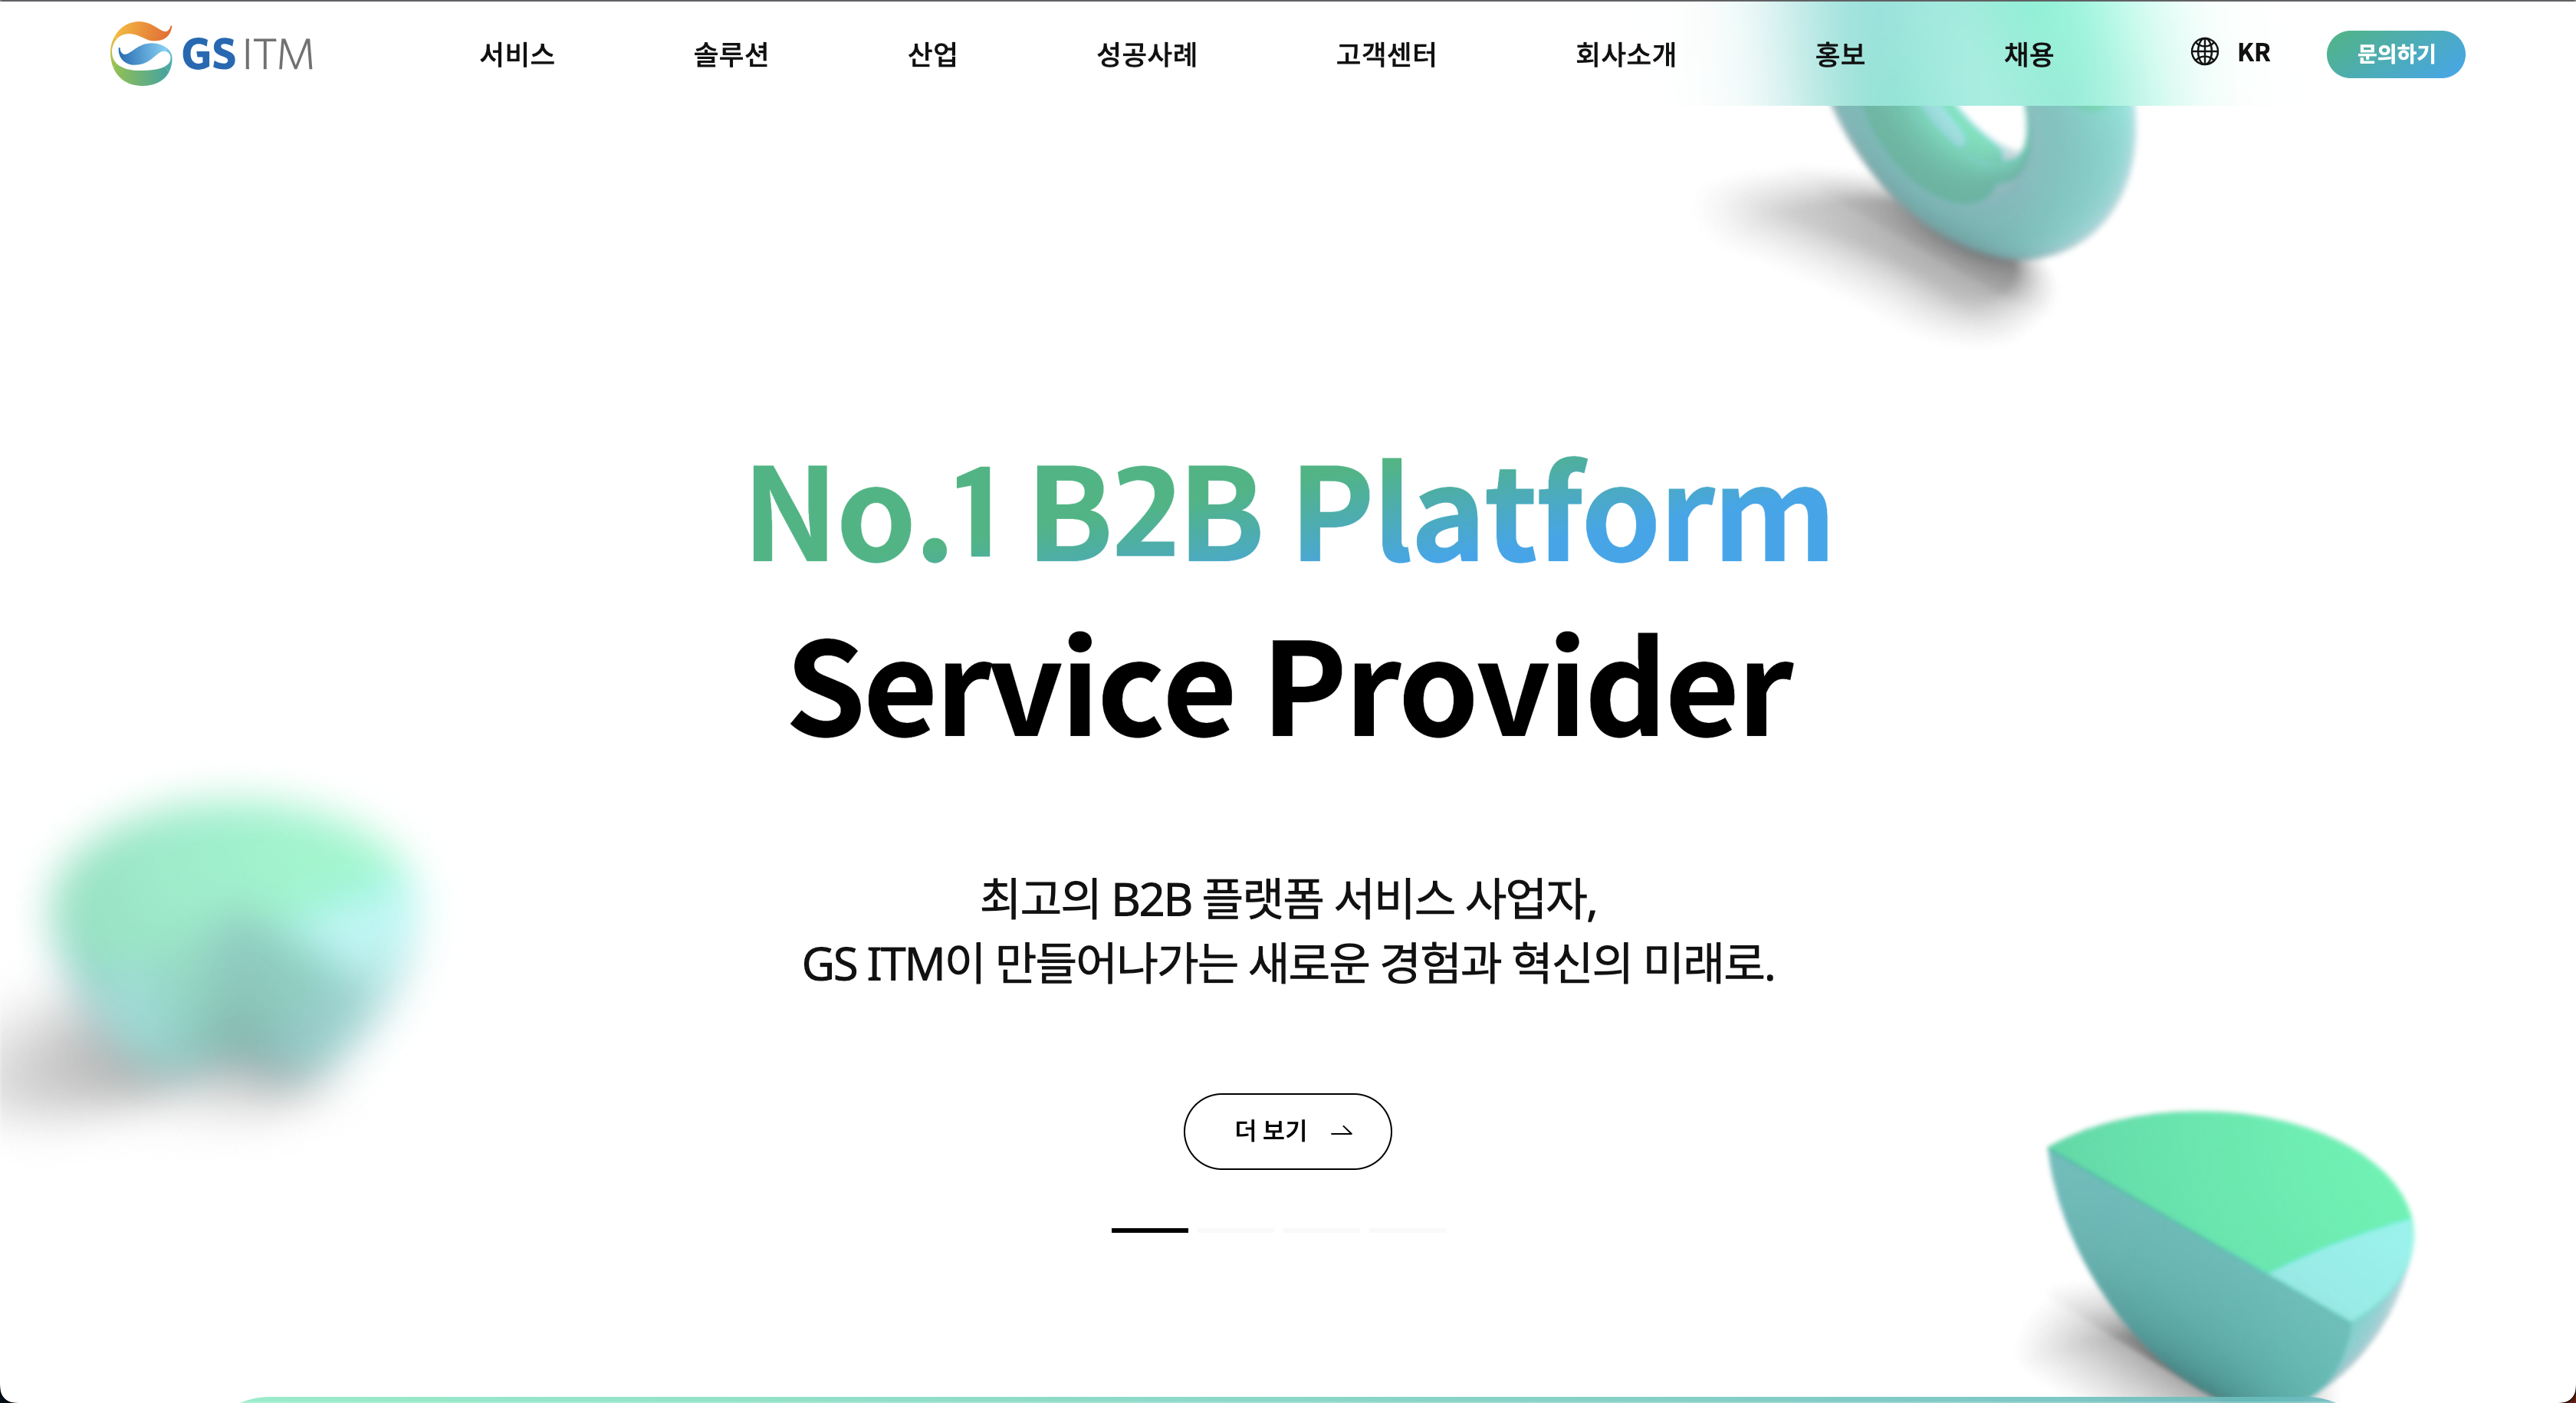 GS ITM
서비스
솔루션
산업
성공사례
고객센터
회사소개
홍보
채용
KR
문의하기
No.1 B2B Platform
Service Provider
최고의 B2B 플랫폼 서비스 사업자,
GS ITM이 만들어나가는 새로운 경험과 혁신의 미래로.
더 보기